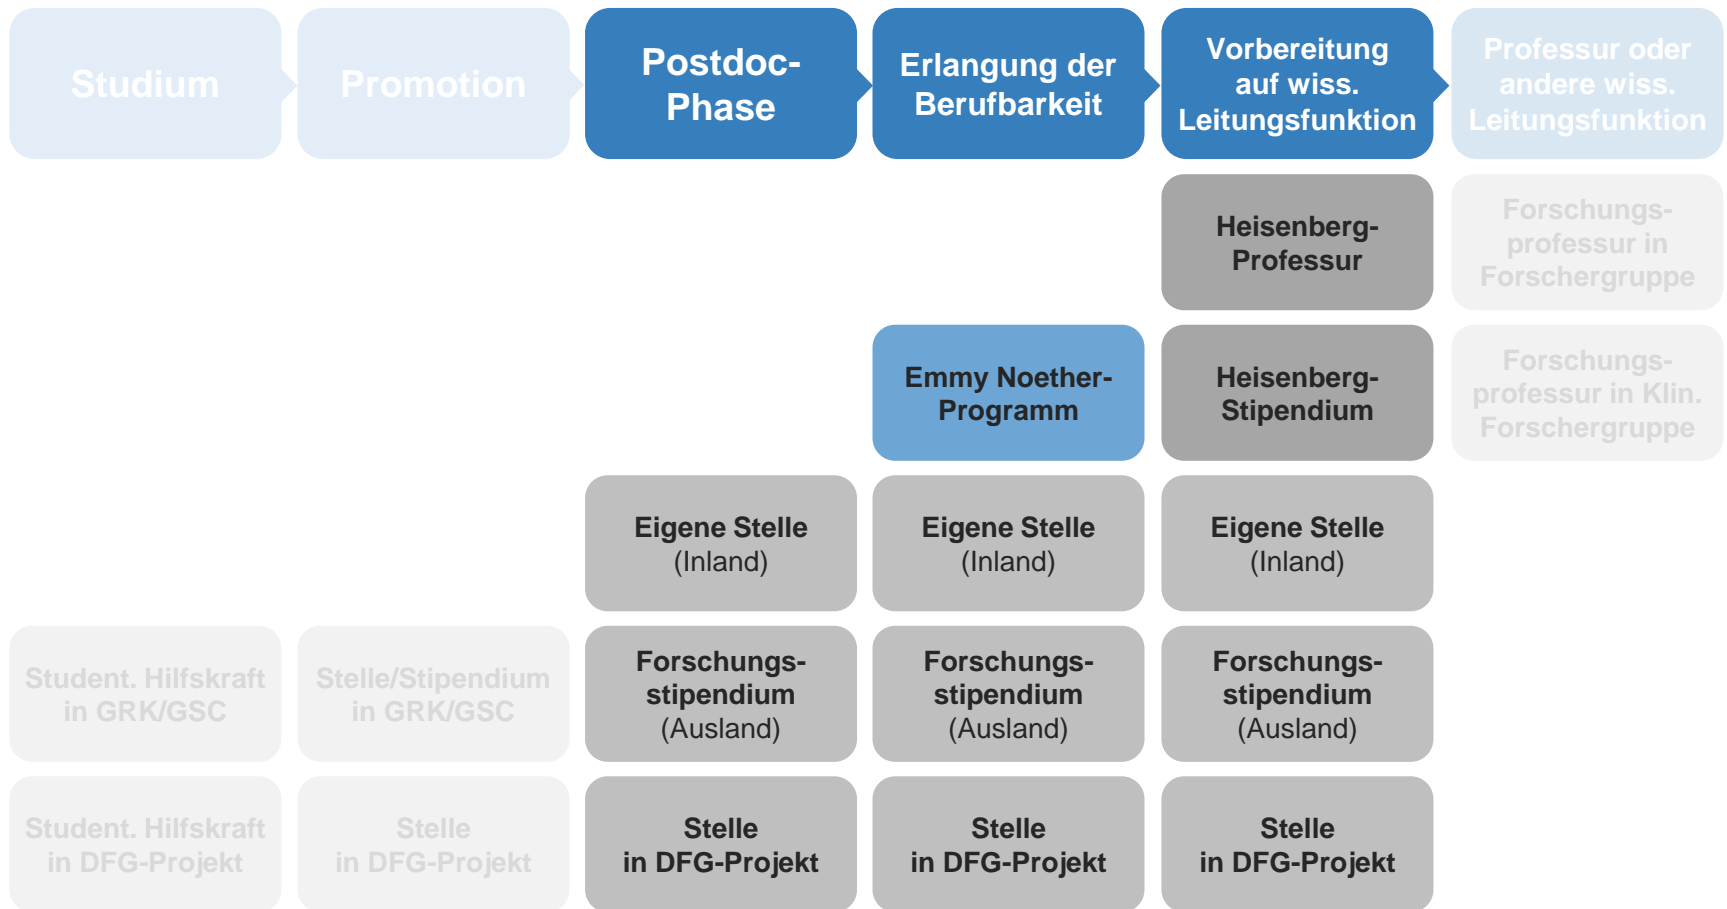 Studium
Promotion
Postdoc-
Phase
Erlangung der
Berufbarkeit
Vorbereitung
auf wiss.
Leitungsfunktion
Professur oder
andere wiss.
Leitungsfunktion
Heisenberg-
Professur
Forschungs-
professur in
Forschergruppe
Emmy Noether-
Programm
Heisenberg-
Stipendium
Forschungs-
professur in Klin.
Forschergruppe
Eigene Stelle
(Inland)
Eigene Stelle
(Inland)
Eigene Stelle
(Inland)
Student. Hilfskraft
in GRK/GSC
Stelle/Stipendium
in GRK/GSC
Forschungs-
stipendium
(Ausland)
Forschungs-
stipendium
(Ausland)
Forschungs-
stipendium
(Ausland)
Student. Hilfskraft
in DFG-Projekt
Stelle
in DFG-Projekt
Stelle
in DFG-Projekt
Stelle
in DFG-Projekt
Stelle
in DFG-Projekt